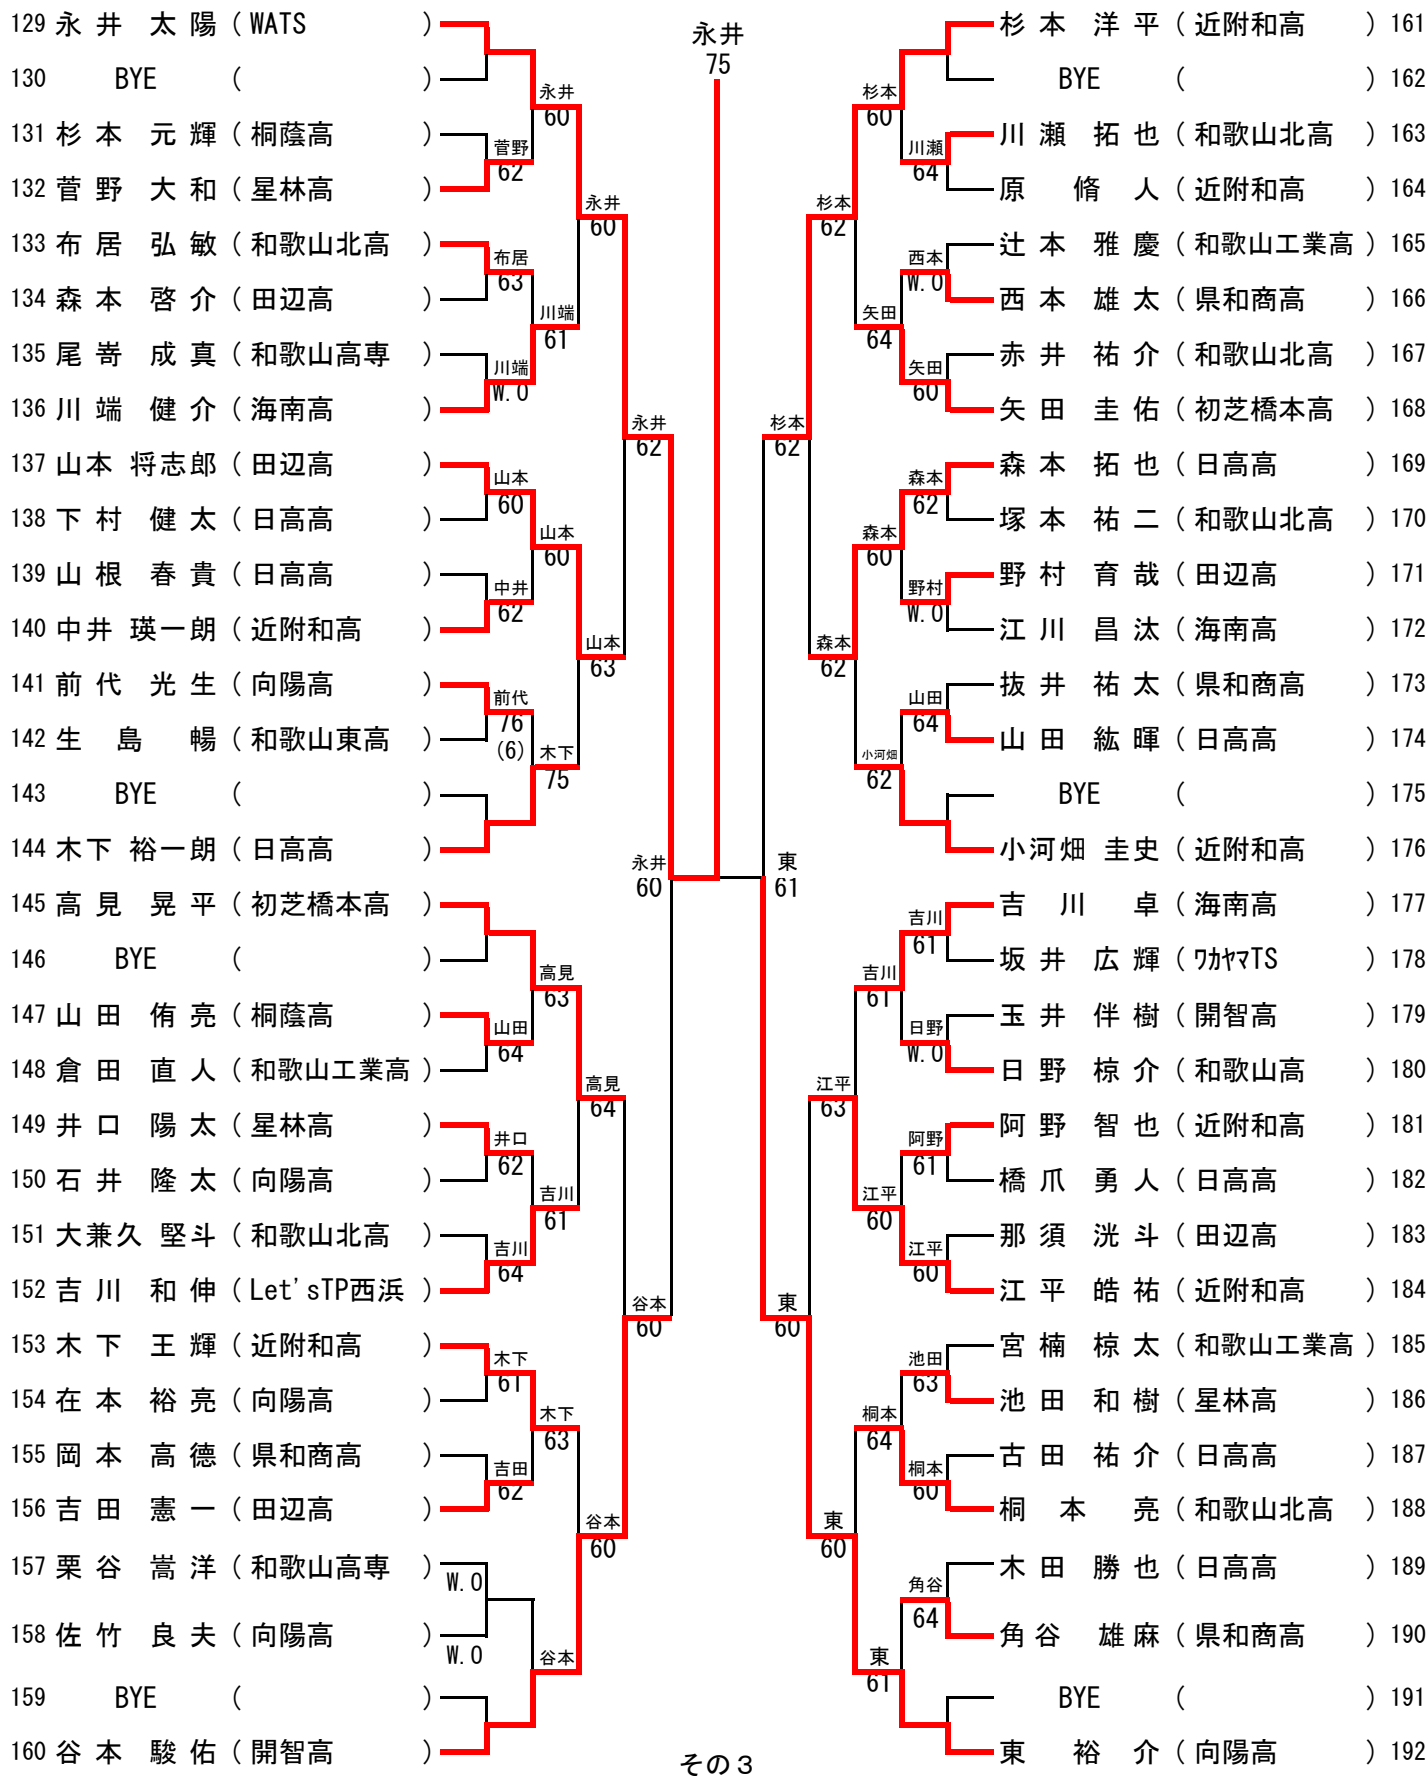 129 永井 太陽 ( WATS )
130 BYE ( )
131 杉本 元輝 ( 桐蔭高 )
132 菅野 大和 ( 星林高 )
133 布居 弘敏 ( 和歌山北高 )
134 森本 啓介 ( 田辺高 )
135 尾嵜 成真 ( 和歌山高専 )
136 川端 健介 ( 海南高 )
137 山本 将志郎 ( 田辺高 )
138 下村 健太 ( 日高高 )
139 山根 春貴 ( 日高高 )
140 中井 瑛一朗 ( 近附和高 )
141 前代 光生 ( 向陽高 )
142 生島 暢 ( 和歌山東高 )
143 BYE ( )
144 木下 裕一朗 ( 日高高 )
145 高見 晃平 ( 初芝橋本高 )
146 BYE ( )
147 山田 侑亮 ( 桐蔭高 )
148 倉田 直人 ( 和歌山工業高 )
149 井口 陽太 ( 星林高 )
150 石井 隆太 ( 向陽高 )
151 大兼久 堅斗 ( 和歌山北高 )
152 吉川 和伸 ( Let'sTP西浜 )
153 木下 王輝 ( 近附和高 )
154 在本 裕亮 ( 向陽高 )
155 岡本 高德 ( 県和商高 )
156 吉田 憲一 ( 田辺高 )
157 栗谷 嵩洋 ( 和歌山高専 )
158 佐竹 良夫 ( 向陽高 )
159 BYE ( )
160 谷本 駿佑 ( 開智高 )
菅野
62
布居
63
川端
W.O
山本
60
中井
62
前代
76
(6)
山田
64
井口
62
吉川
64
木下
61
吉田
62
W.O
W.O
永井
60
川端
61
山本
60
木下
75
高見
63
吉川
61
木下
63
谷本
永井
60
山本
63
高見
64
谷本
60
永井
62
谷本
60
永井
60
永井
75
東
61
杉本
62
東
60
杉本
62
森本
62
江平
63
東
60
杉本
60
矢田
64
森本
60
小河畑
62
吉川
61
江平
60
桐本
64
東
61
川瀬
64
西本
W.O
矢田
60
森本
62
野村
W.O
山田
64
吉川
61
日野
W.O
阿野
61
江平
60
池田
63
桐本
60
角谷
64
杉本 洋平 ( 近附和高 ) 161
BYE ( ) 162
川瀬 拓也 ( 和歌山北高 ) 163
原 脩人 ( 近附和高 ) 164
辻本 雅慶 ( 和歌山工業高 ) 165
西本 雄太 ( 県和商高 ) 166
赤井 祐介 ( 和歌山北高 ) 167
矢田 圭佑 ( 初芝橋本高 ) 168
森本 拓也 ( 日高高 ) 169
塚本 祐二 ( 和歌山北高 ) 170
野村 育哉 ( 田辺高 ) 171
江川 昌汰 ( 海南高 ) 172
抜井 祐太 ( 県和商高 ) 173
山田 紘暉 ( 日高高 ) 174
BYE ( ) 175
小河畑 圭史 ( 近附和高 ) 176
吉川 卓 ( 海南高 ) 177
坂井 広輝 ( ワカヤマTS ) 178
玉井 伴樹 ( 開智高 ) 179
日野 椋介 ( 和歌山高 ) 180
阿野 智也 ( 近附和高 ) 181
橋爪 勇人 ( 日高高 ) 182
那須 洸斗 ( 田辺高 ) 183
江平 皓祐 ( 近附和高 ) 184
宮楠 椋太 ( 和歌山工業高 ) 185
池田 和樹 ( 星林高 ) 186
古田 祐介 ( 日高高 ) 187
桐本 亮 ( 和歌山北高 ) 188
木田 勝也 ( 日高高 ) 189
角谷 雄麻 ( 県和商高 ) 190
BYE ( ) 191
東 裕介 ( 向陽高 ) 192
その３